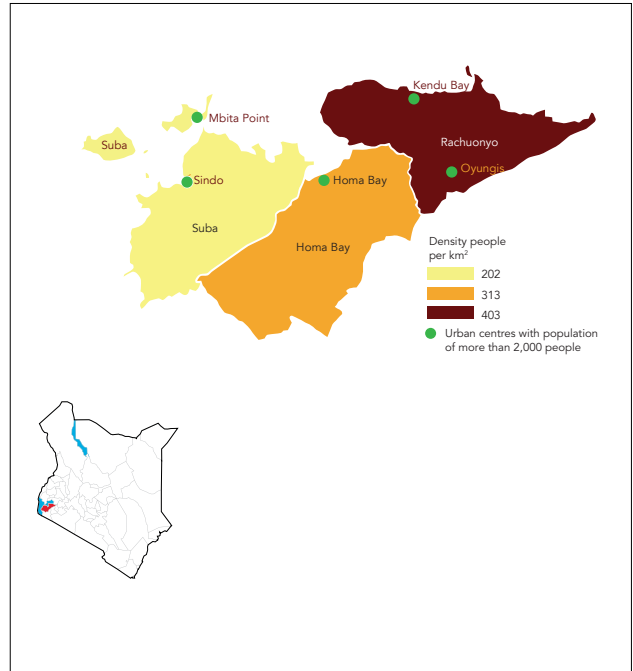 Kendu Bay
Mbita Point
Rachuonyo
Suba
Oyungis
Sindo
Homa Bay
Suba
Homa Bay
Density people
per km²
202
313
403
Urban centres with population
of more than 2,000 people